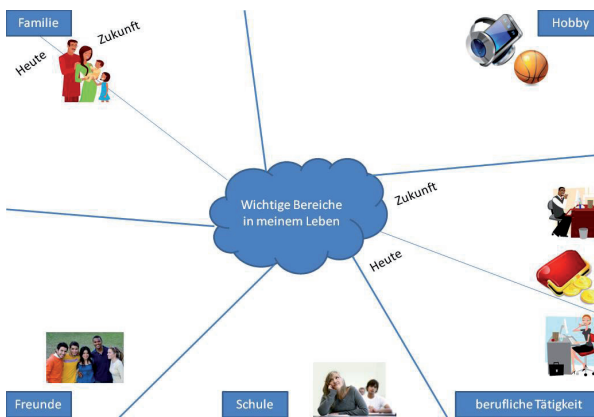 Familie
Zukunft
Heute
Hobby
Wichtige Bereiche
in meinem Leben
Zukunft
Heute
Freunde
Schule
berufliche Tätigkeit